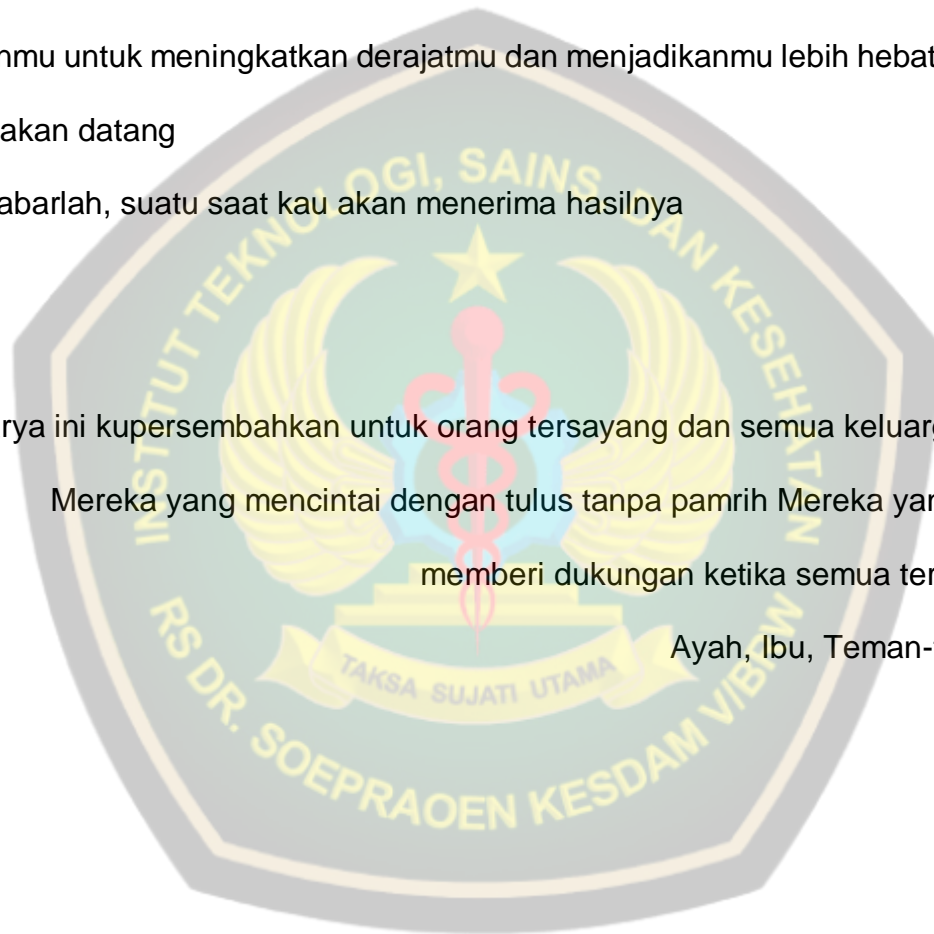 nmu untuk meningkatkan derajatmu dan menjadikanmu lebih hebat
akan datang
abarlah, suatu saat kau akan menerima hasilnya
rya ini kupersembahkan untuk orang tersayang dan semua keluarg
Mereka yang mencintai dengan tulus tanpa pamrih Mereka yan
memberi dukungan ketika semua ter
Ayah, Ibu, Teman-
INSTITUT TEKNOLOGI, SAINS, DAN KESEHATAN
TAKSA SUJATI UTAMA
RS DR. SOEPRAOEN KESDAM V/BRW